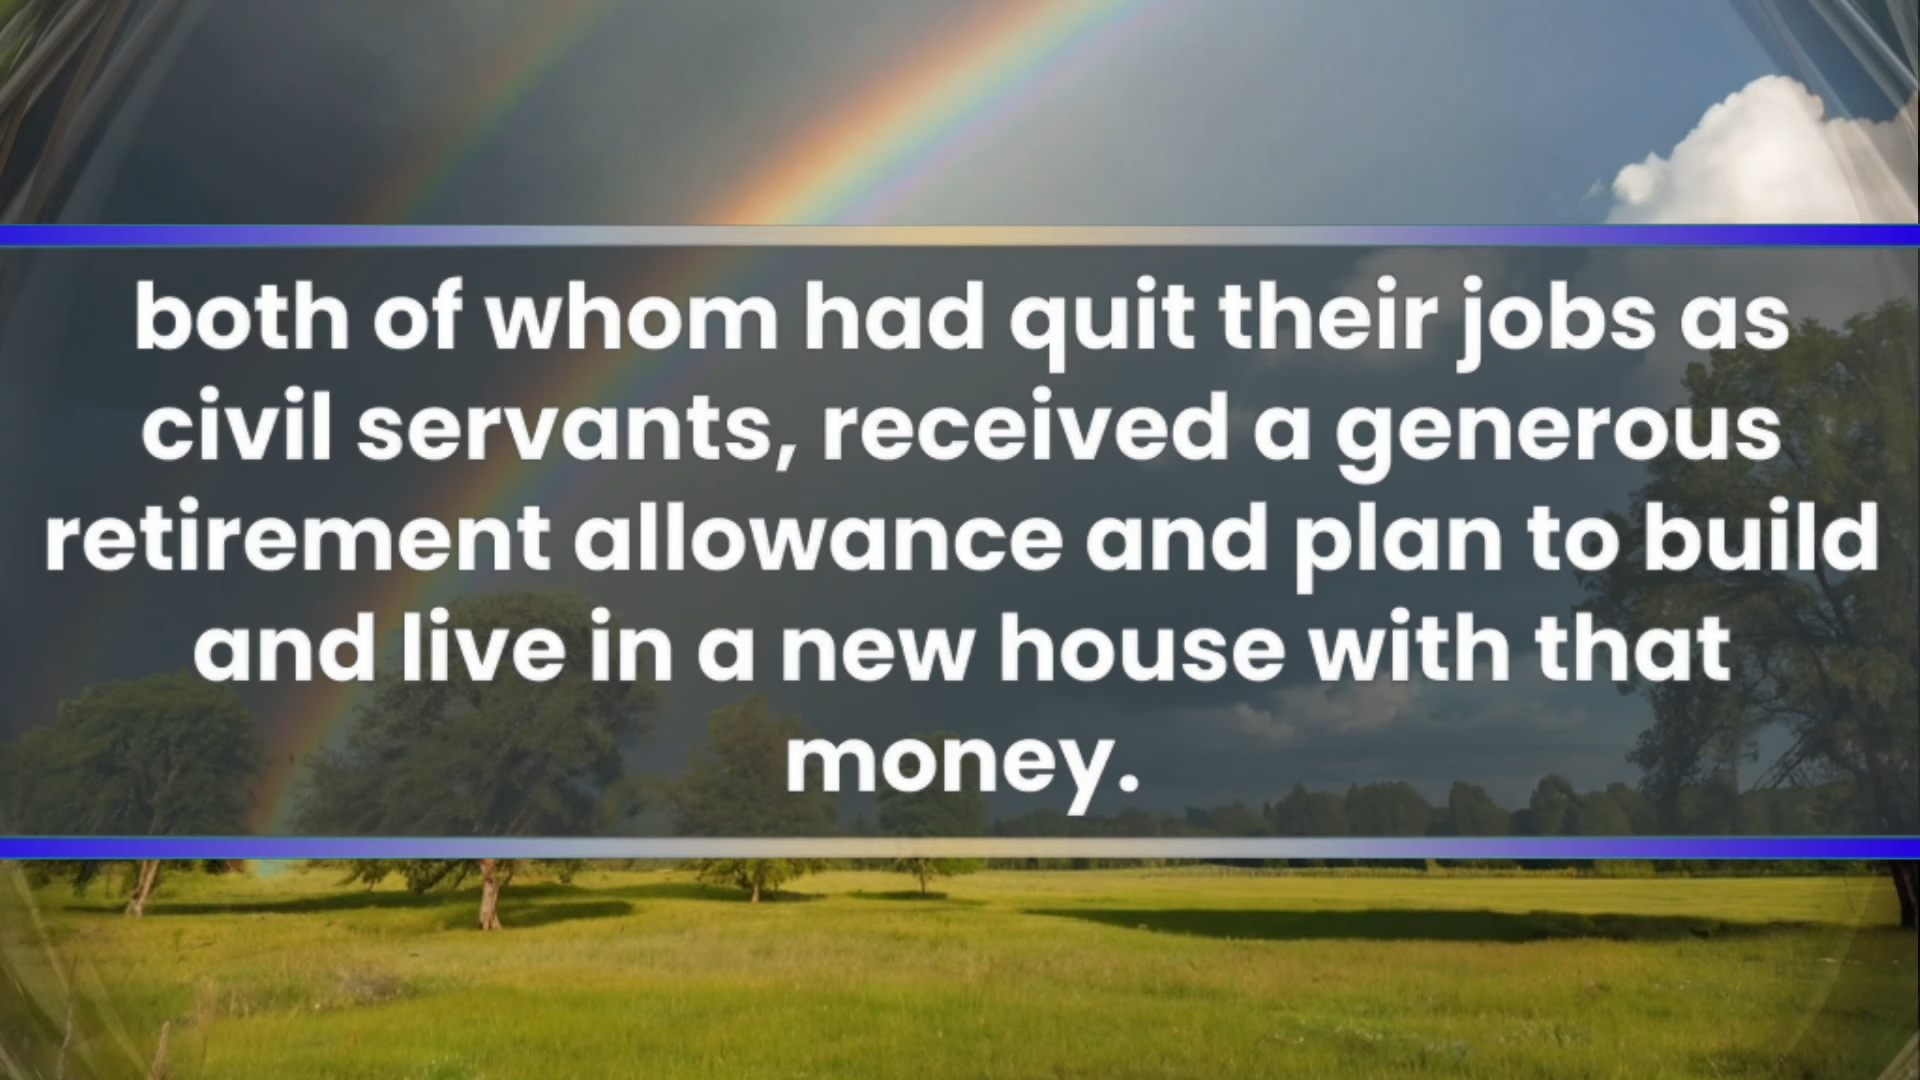 both of whom had quit their jobs as
civil servants, received a generous
retirement allowance and plan to build
and live in a new house with that
money.